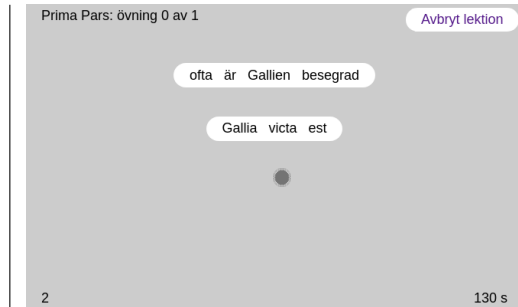 Prima Pars: övning 0 av 1
Avbryt lektion
ofta är Gallien besegrad
Gallia victa est
2
130 s